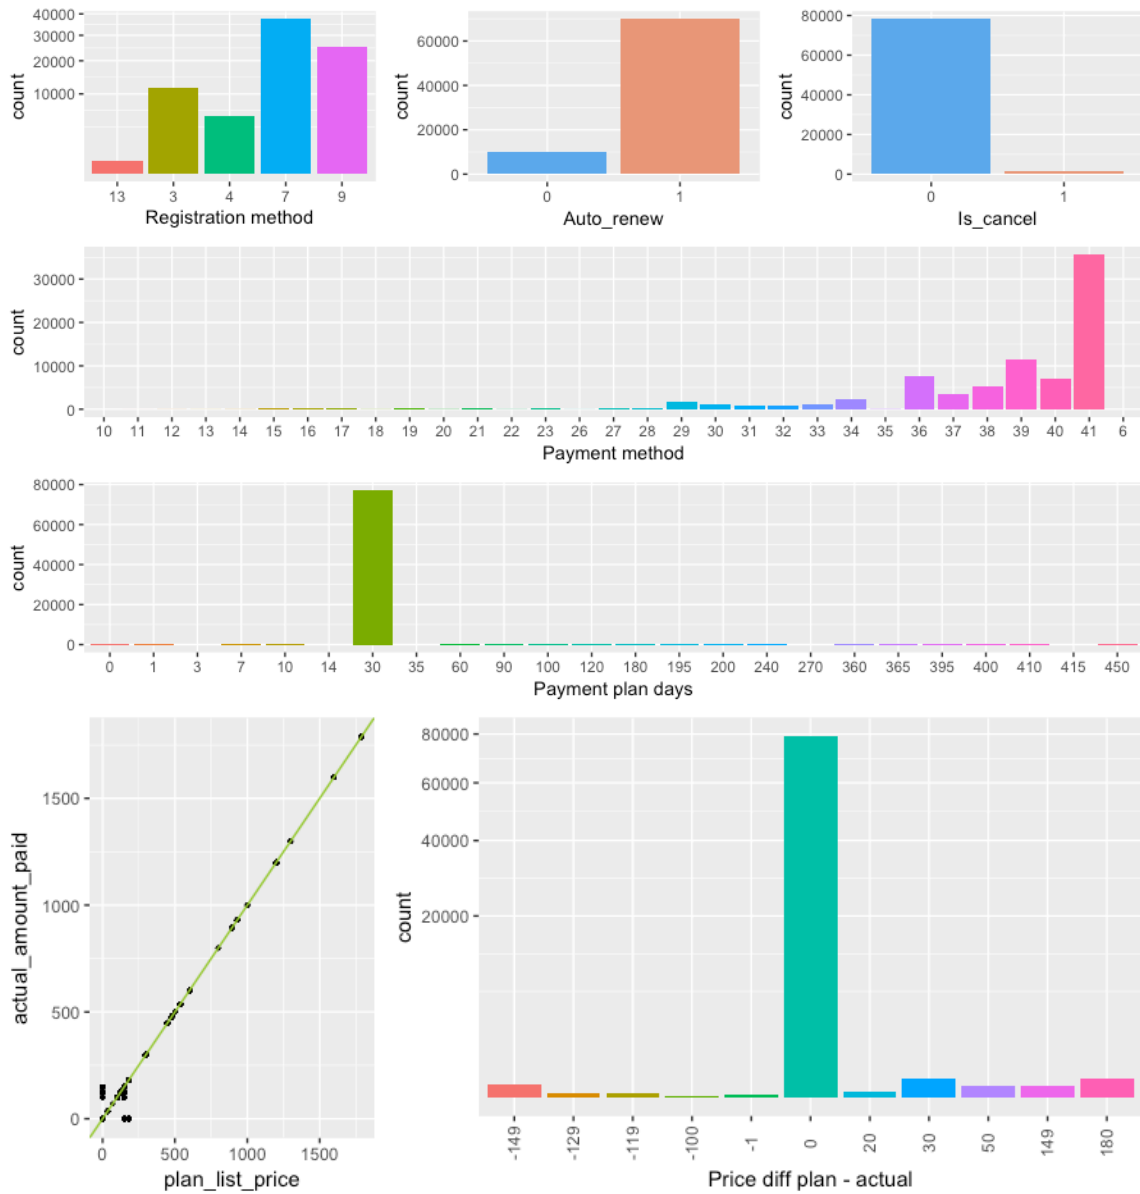 40000
30000
20000
10000
count
13 3 4 7 9
Registration method
60000
40000
20000
0
count
0 1
Auto_renew
80000
60000
40000
20000
0
count
0 1
Is_cancel
30000
20000
10000
0
count
10 11 12 13 14 15 16 17 18 19 20 21 22 23 26 27 28 29 30 31 32 33 34 35 36 37 38 39 40 41 6
Payment method
80000
60000
40000
20000
0
count
0 1 3 7 10 14 30 35 60 90 100 120 180 195 200 240 270 360 365 395 400 410 415 450
Payment plan days
1500
1000
500
0
actual_amount_paid
0 500 1000 1500
plan_list_price
80000
60000
40000
20000
count
-149 -129 -119 -100 -1 0 20 30 50 149 180
Price diff plan - actual